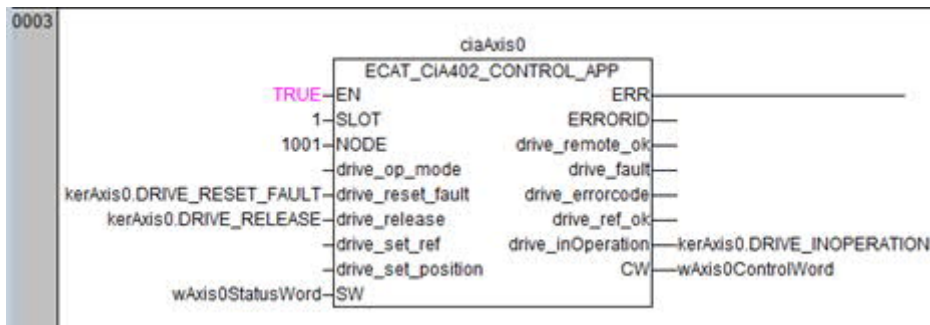 0003
ciaAxis0
ECAT_CiA402_CONTROL_APP
TRUE EN ERR
1 SLOT ERRORID
1001 NODE drive_remote_ok
drive_op_mode drive_fault
kerAxis0.DRIVE_RESET_FAULT drive_reset_fault drive_errorcode
kerAxis0.DRIVE_RELEASE drive_release drive_ref_ok
drive_set_ref drive_inOperation kerAxis0.DRIVE_INOPERATION
drive_set_position CW wAxis0ControlWord
wAxis0StatusWord SW